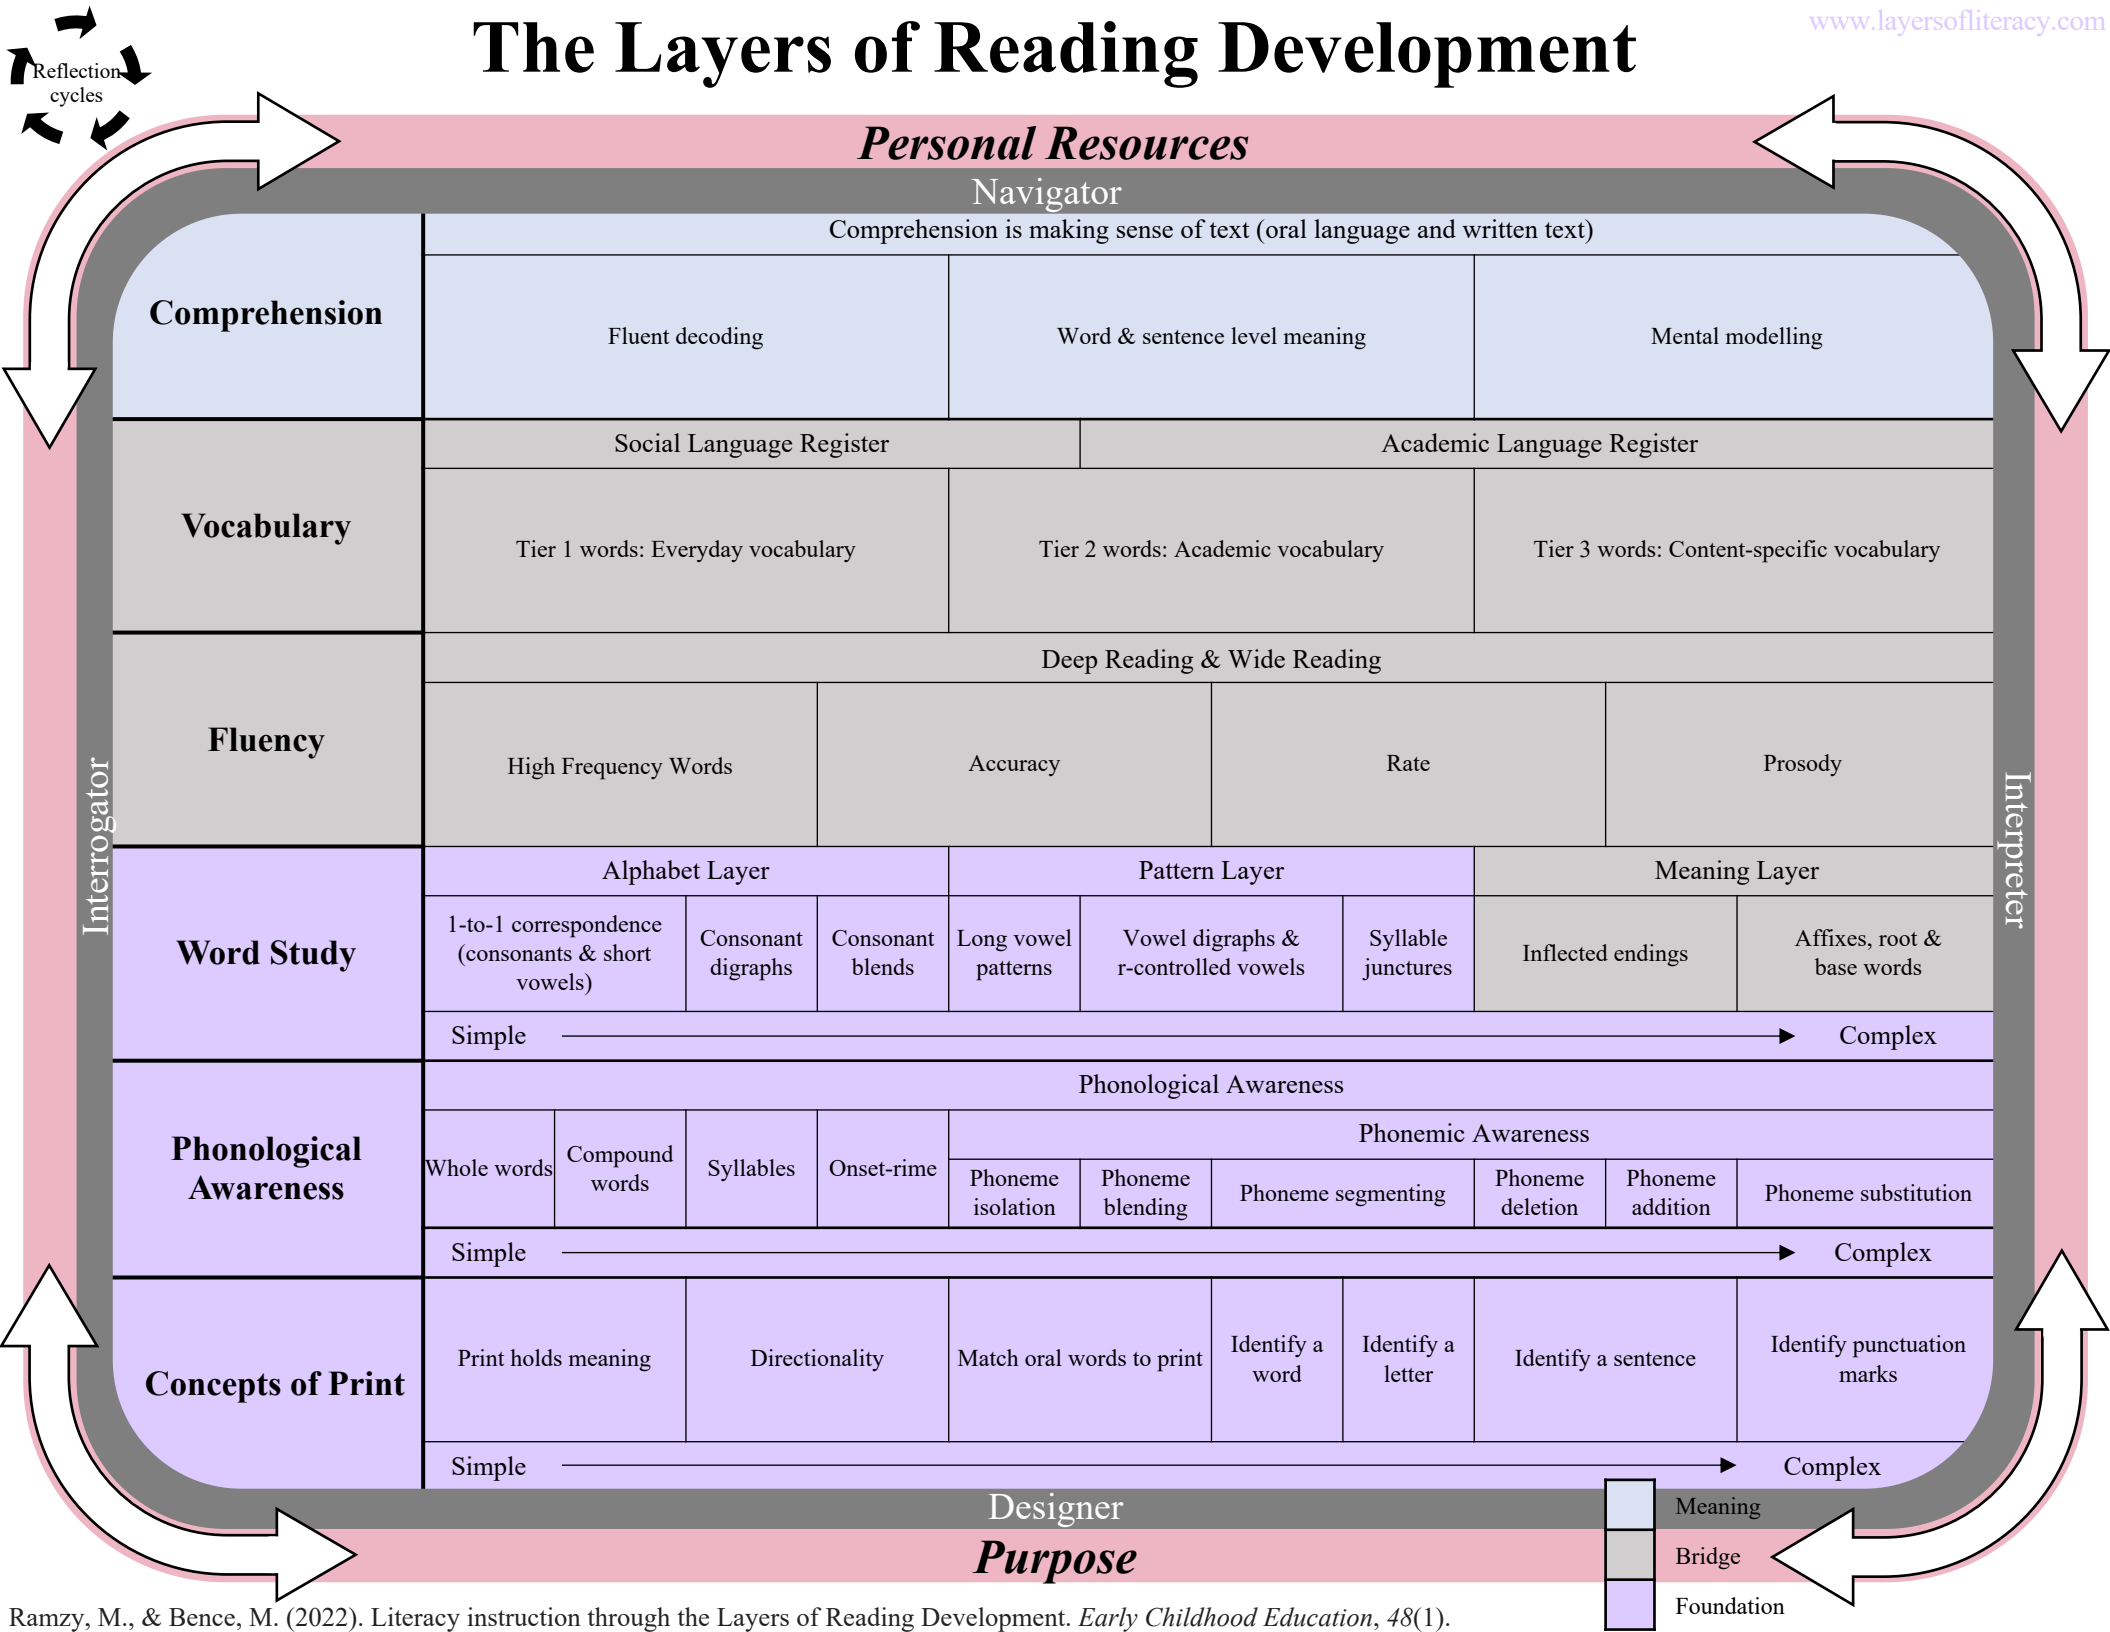 www.layersofliteracy.com
The Layers of Reading Development
Reflection
cycles
Personal Resources
Navigator
Interrogator
Interpreter
Comprehension
Comprehension is making sense of text (oral language and written text)
Fluent decoding
Word & sentence level meaning
Mental modelling
Vocabulary
Social Language Register
Academic Language Register
Tier 1 words: Everyday vocabulary
Tier 2 words: Academic vocabulary
Tier 3 words: Content-specific vocabulary
Fluency
Deep Reading & Wide Reading
High Frequency Words
Accuracy
Rate
Prosody
Word Study
Alphabet Layer
Pattern Layer
Meaning Layer
1-to-1 correspondence
(consonants & short
vowels)
Consonant
digraphs
Consonant
blends
Long vowel
patterns
Vowel digraphs &
r-controlled vowels
Syllable
junctures
Inflected endings
Affixes, root &
base words
Simple
Complex
Phonological
Awareness
Phonological Awareness
Whole words
Compound
words
Syllables
Onset-rime
Phonemic Awareness
Phoneme
isolation
Phoneme
blending
Phoneme segmenting
Phoneme
deletion
Phoneme
addition
Phoneme substitution
Simple
Complex
Concepts of Print
Print holds meaning
Directionality
Match oral words to print
Identify a
word
Identify a
letter
Identify a sentence
Identify punctuation
marks
Simple
Complex
Designer
Purpose
Meaning
Bridge
Foundation
Ramzy, M., & Bence, M. (2022). Literacy instruction through the Layers of Reading Development. Early Childhood Education, 48(1).